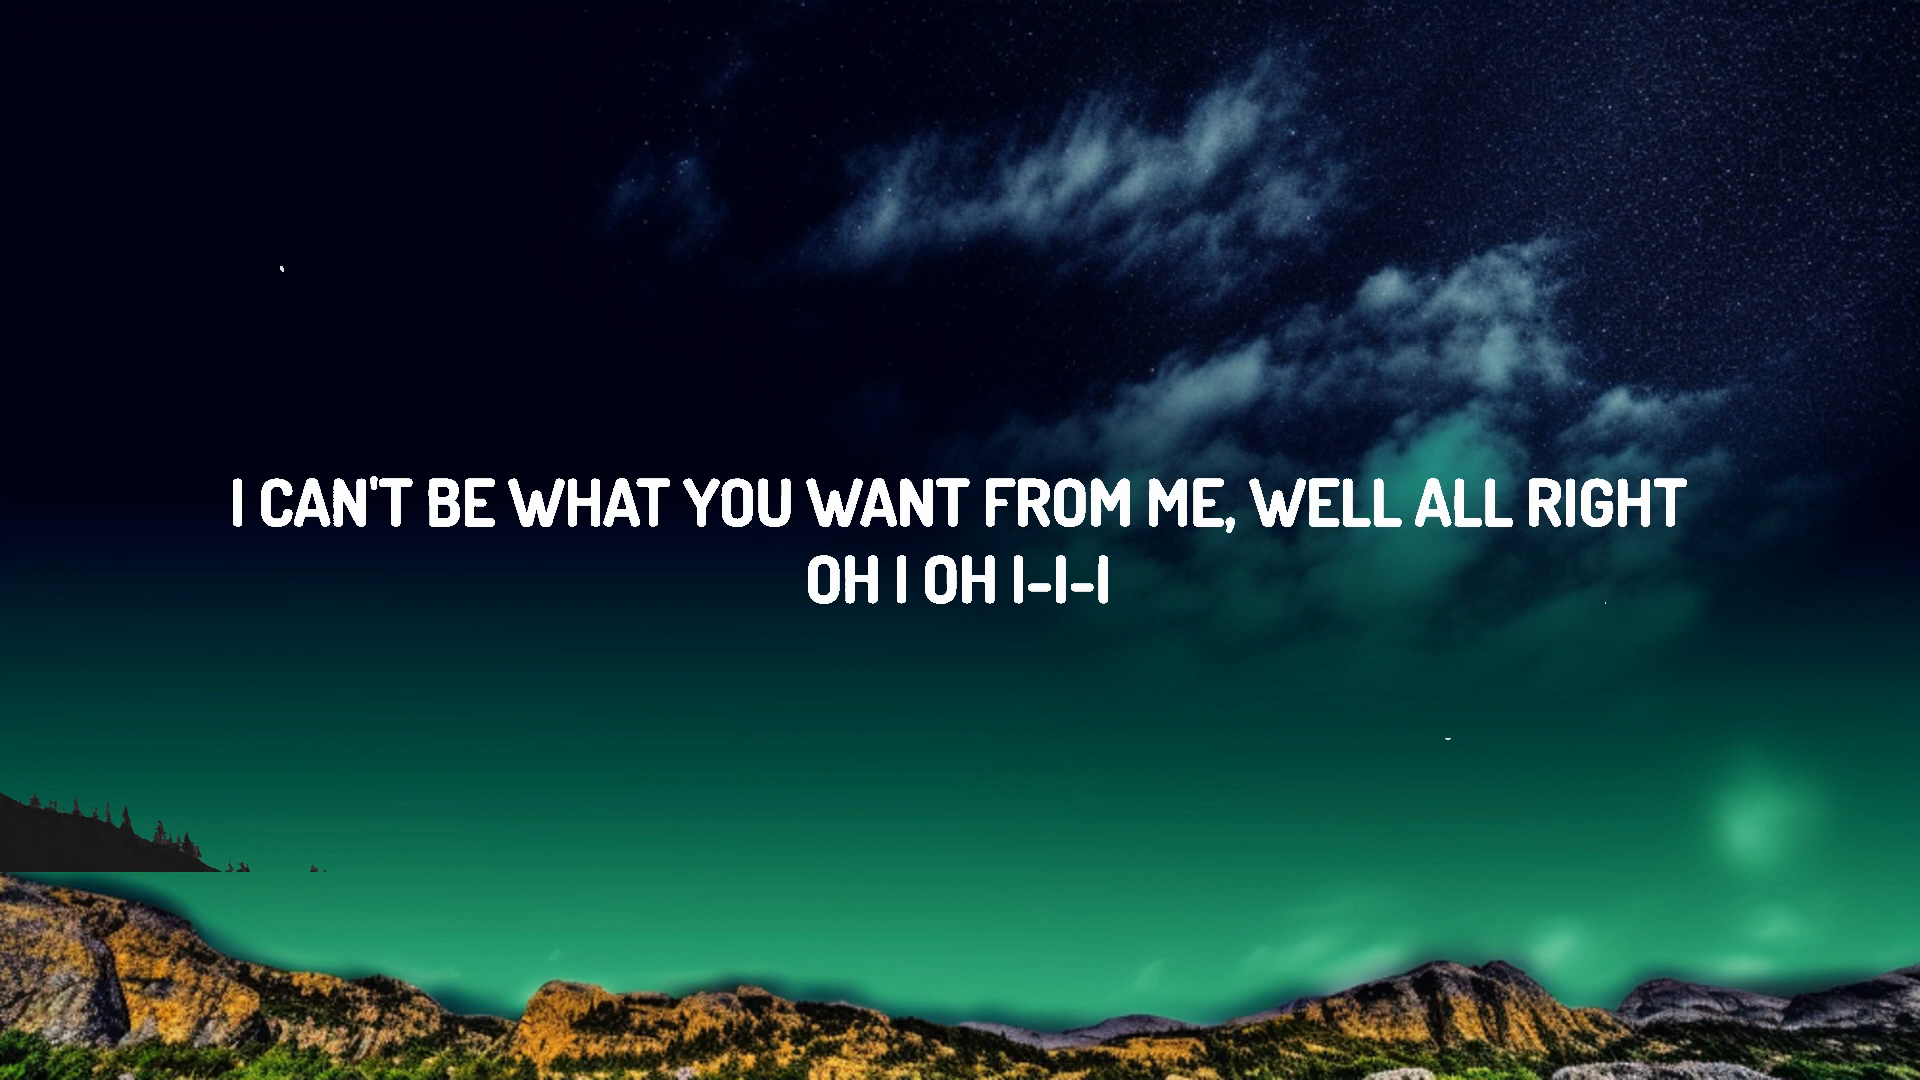 I CAN'T BE WHAT YOU WANT FROM ME, WELL ALL RIGHT
OH I OH I-I-I